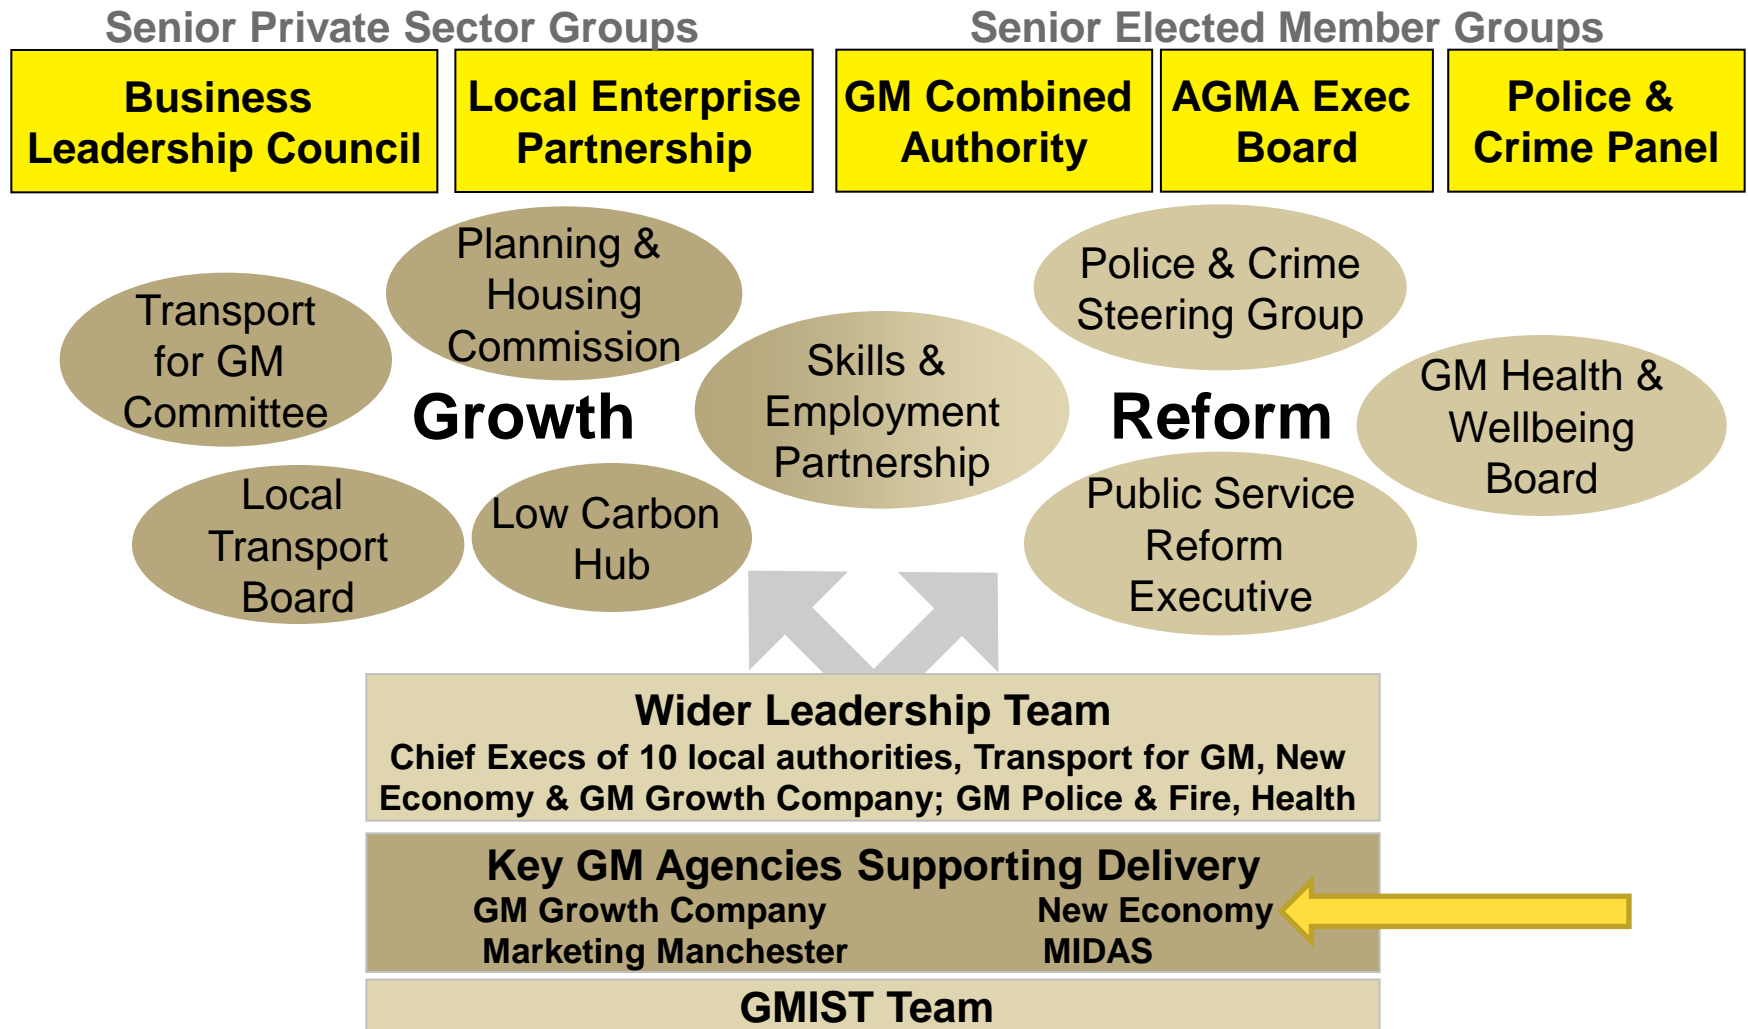 Senior Private Sector Groups
Senior Elected Member Groups
Business
Leadership Council
Local Enterprise
Partnership
GM Combined
Authority
AGMA Exec
Board
Police &
Crime Panel
Transport
for GM
Committee
Planning &
Housing
Commission
Growth
Local
Transport
Board
Low Carbon
Hub
Skills &
Employment
Partnership
Police & Crime
Steering Group
Reform
GM Health &
Wellbeing
Board
Public Service
Reform
Executive
Wider Leadership Team
Chief Execs of 10 local authorities, Transport for GM, New
Economy & GM Growth Company; GM Police & Fire, Health
Key GM Agencies Supporting Delivery
GM Growth Company New Economy
Marketing Manchester MIDAS
GMIST Team